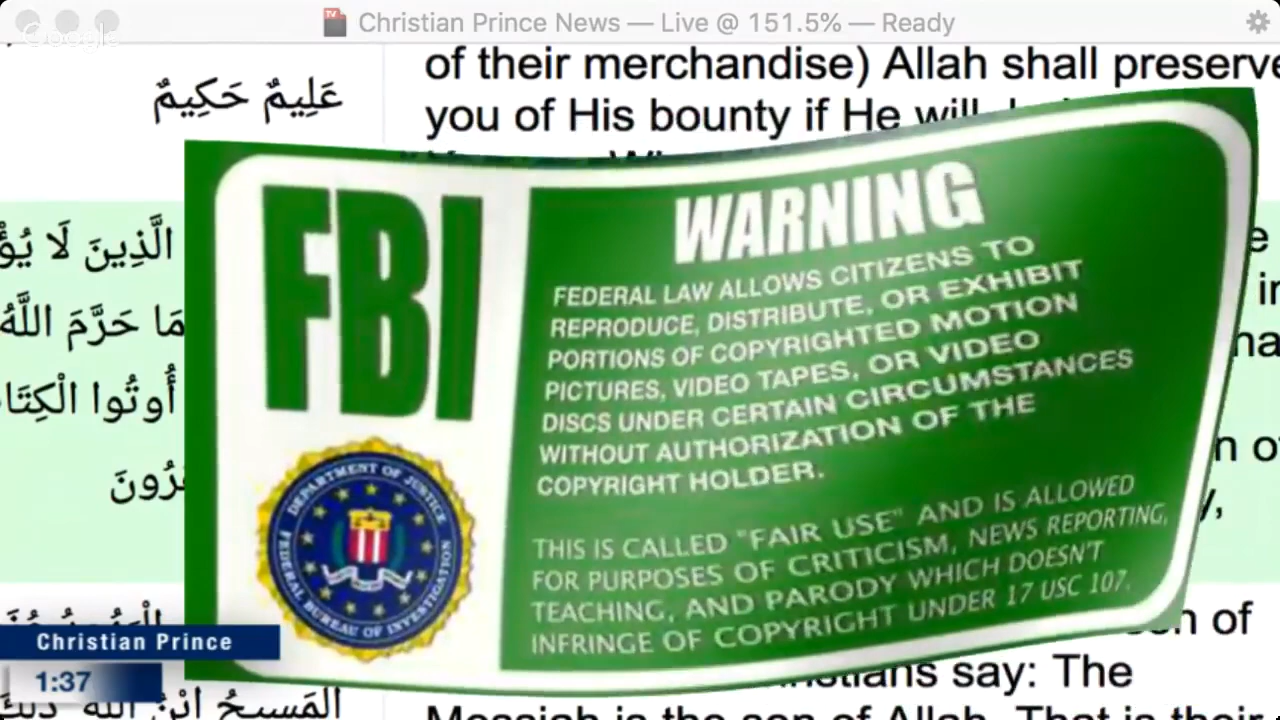 Christian Prince News — Live @ 151.5% — Ready
Google
of their merchandise) Allah shall preserve
you of His bounty if He will
عَلِيمٌ حَكِيمٌ
FBI
WARNING
FEDERAL LAW ALLOWS CITIZENS TO
REPRODUCE, DISTRIBUTE, OR EXHIBIT
PORTIONS OF COPYRIGHTED MOTION
PICTURES, VIDEO TAPES, OR VIDEO
DISCS UNDER CERTAIN CIRCUMSTANCES
WITHOUT AUTHORIZATION OF THE
COPYRIGHT HOLDER.
THIS IS CALLED "FAIR USE" AND IS ALLOWED
FOR PURPOSES OF CRITICISM, NEWS REPORTING,
TEACHING, AND PARODY WHICH DOESN'T
INFRINGE OF COPYRIGHT UNDER 17 USC 107.
DEPARTMENT OF JUSTICE
FEDERAL BUREAU OF INVESTIGATION
الَّذِينَ لَا
مَا حَرَّمَ اللَّهُ
أُوتُوا
son of
say: The
Messiah is the son of Allah. That is their
Christian Prince
1:37
الْمَسِيحُ ابْنُ اللَّهِ